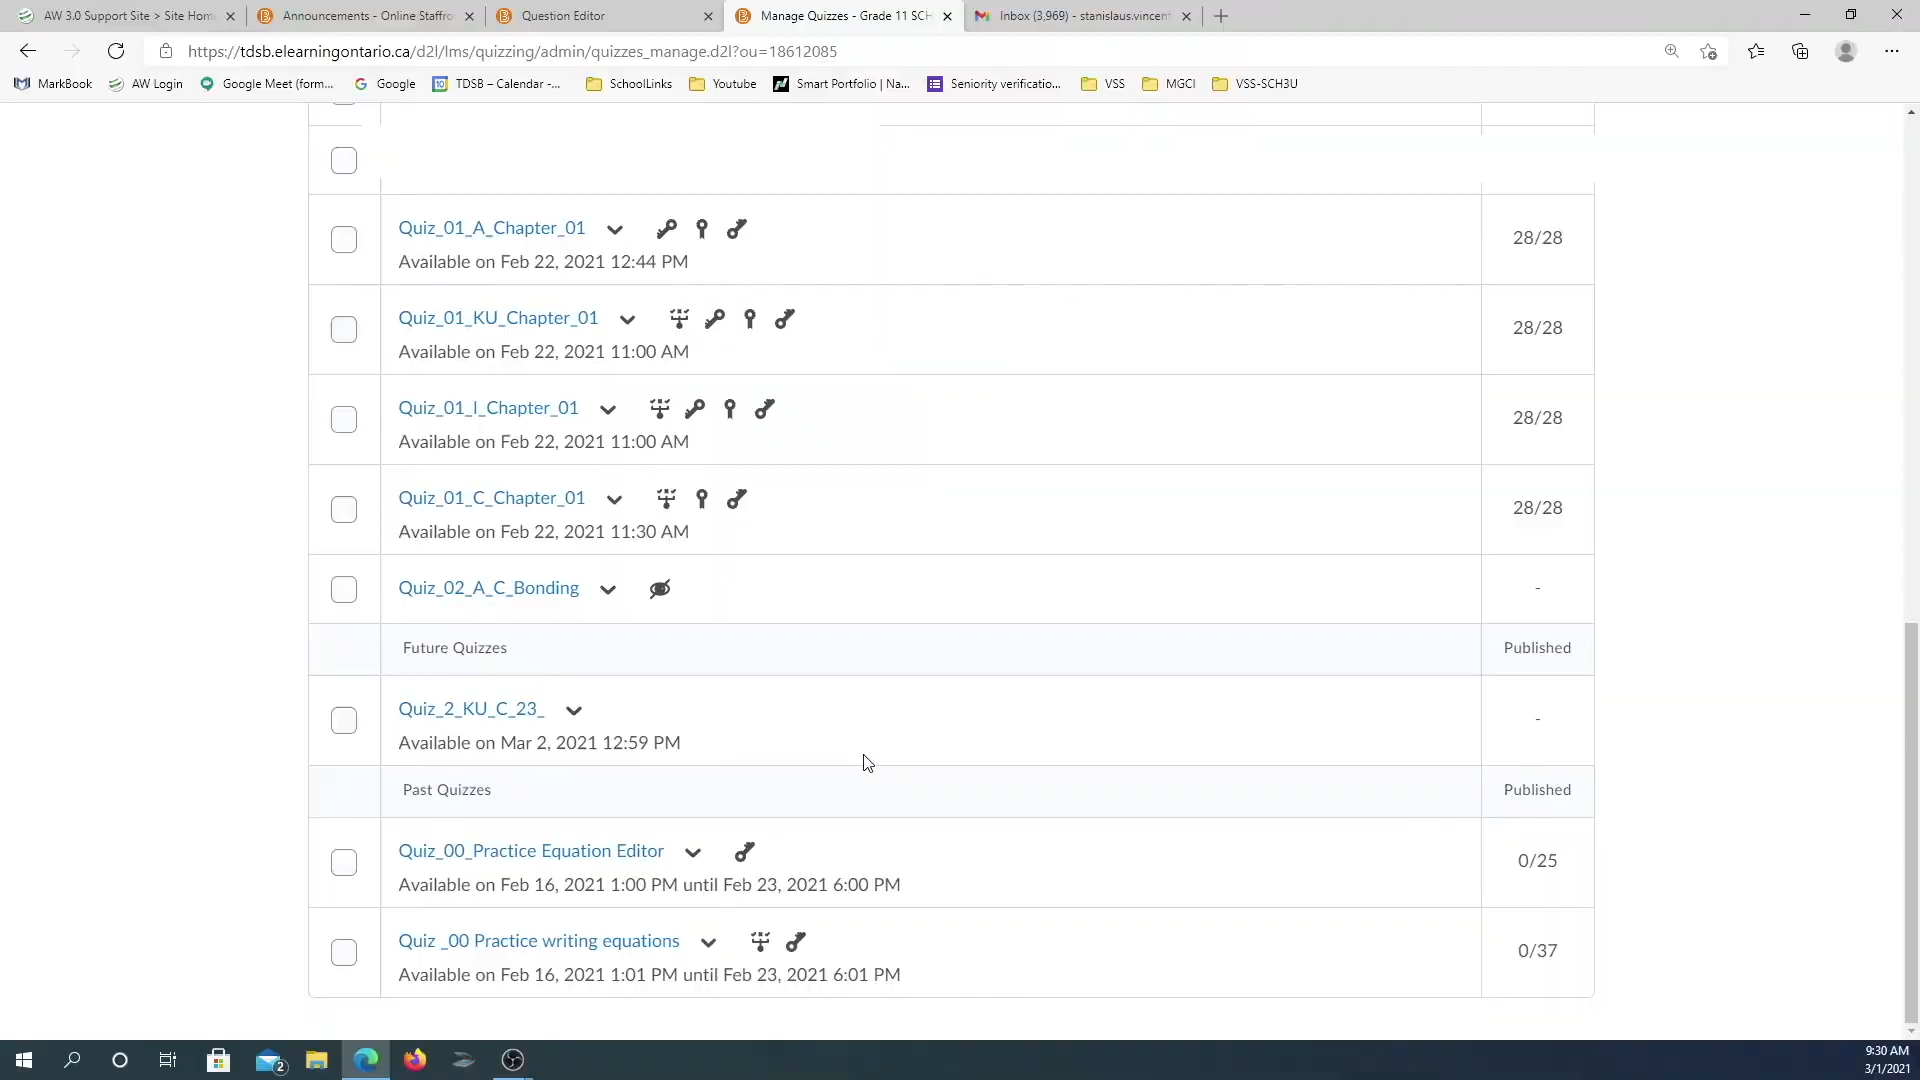 AW 3.0 Support Site > Site Hom
Announcements - Online Staffro
Question Editor
Manage Quizzes - Grade 11 SCH
Inbox (3,969) - stanislaus.vincent
https://tdsb.elearningontario.ca/d2l/lms/quizzing/admin/quizzes_manage.d2l?ou=18612085
MarkBook
AW Login
Google Meet (form...
Google
TDSB – Calendar -...
SchoolLinks
Youtube
Smart Portfolio | Na...
Seniority verificatio...
VSS
MGCI
VSS-SCH3U
Quiz_01_A_Chapter_01
Available on Feb 22, 2021 12:44 PM
28/28
Quiz_01_KU_Chapter_01
Available on Feb 22, 2021 11:00 AM
28/28
Quiz_01_I_Chapter_01
Available on Feb 22, 2021 11:00 AM
28/28
Quiz_01_C_Chapter_01
Available on Feb 22, 2021 11:30 AM
28/28
Quiz_02_A_C_Bonding
-
Future Quizzes
Published
Quiz_2_KU_C_23_
Available on Mar 2, 2021 12:59 PM
-
Past Quizzes
Published
Quiz_00_Practice Equation Editor
Available on Feb 16, 2021 1:00 PM until Feb 23, 2021 6:00 PM
0/25
Quiz _00 Practice writing equations
Available on Feb 16, 2021 1:01 PM until Feb 23, 2021 6:01 PM
0/37
2
9:30 AM
3/1/2021